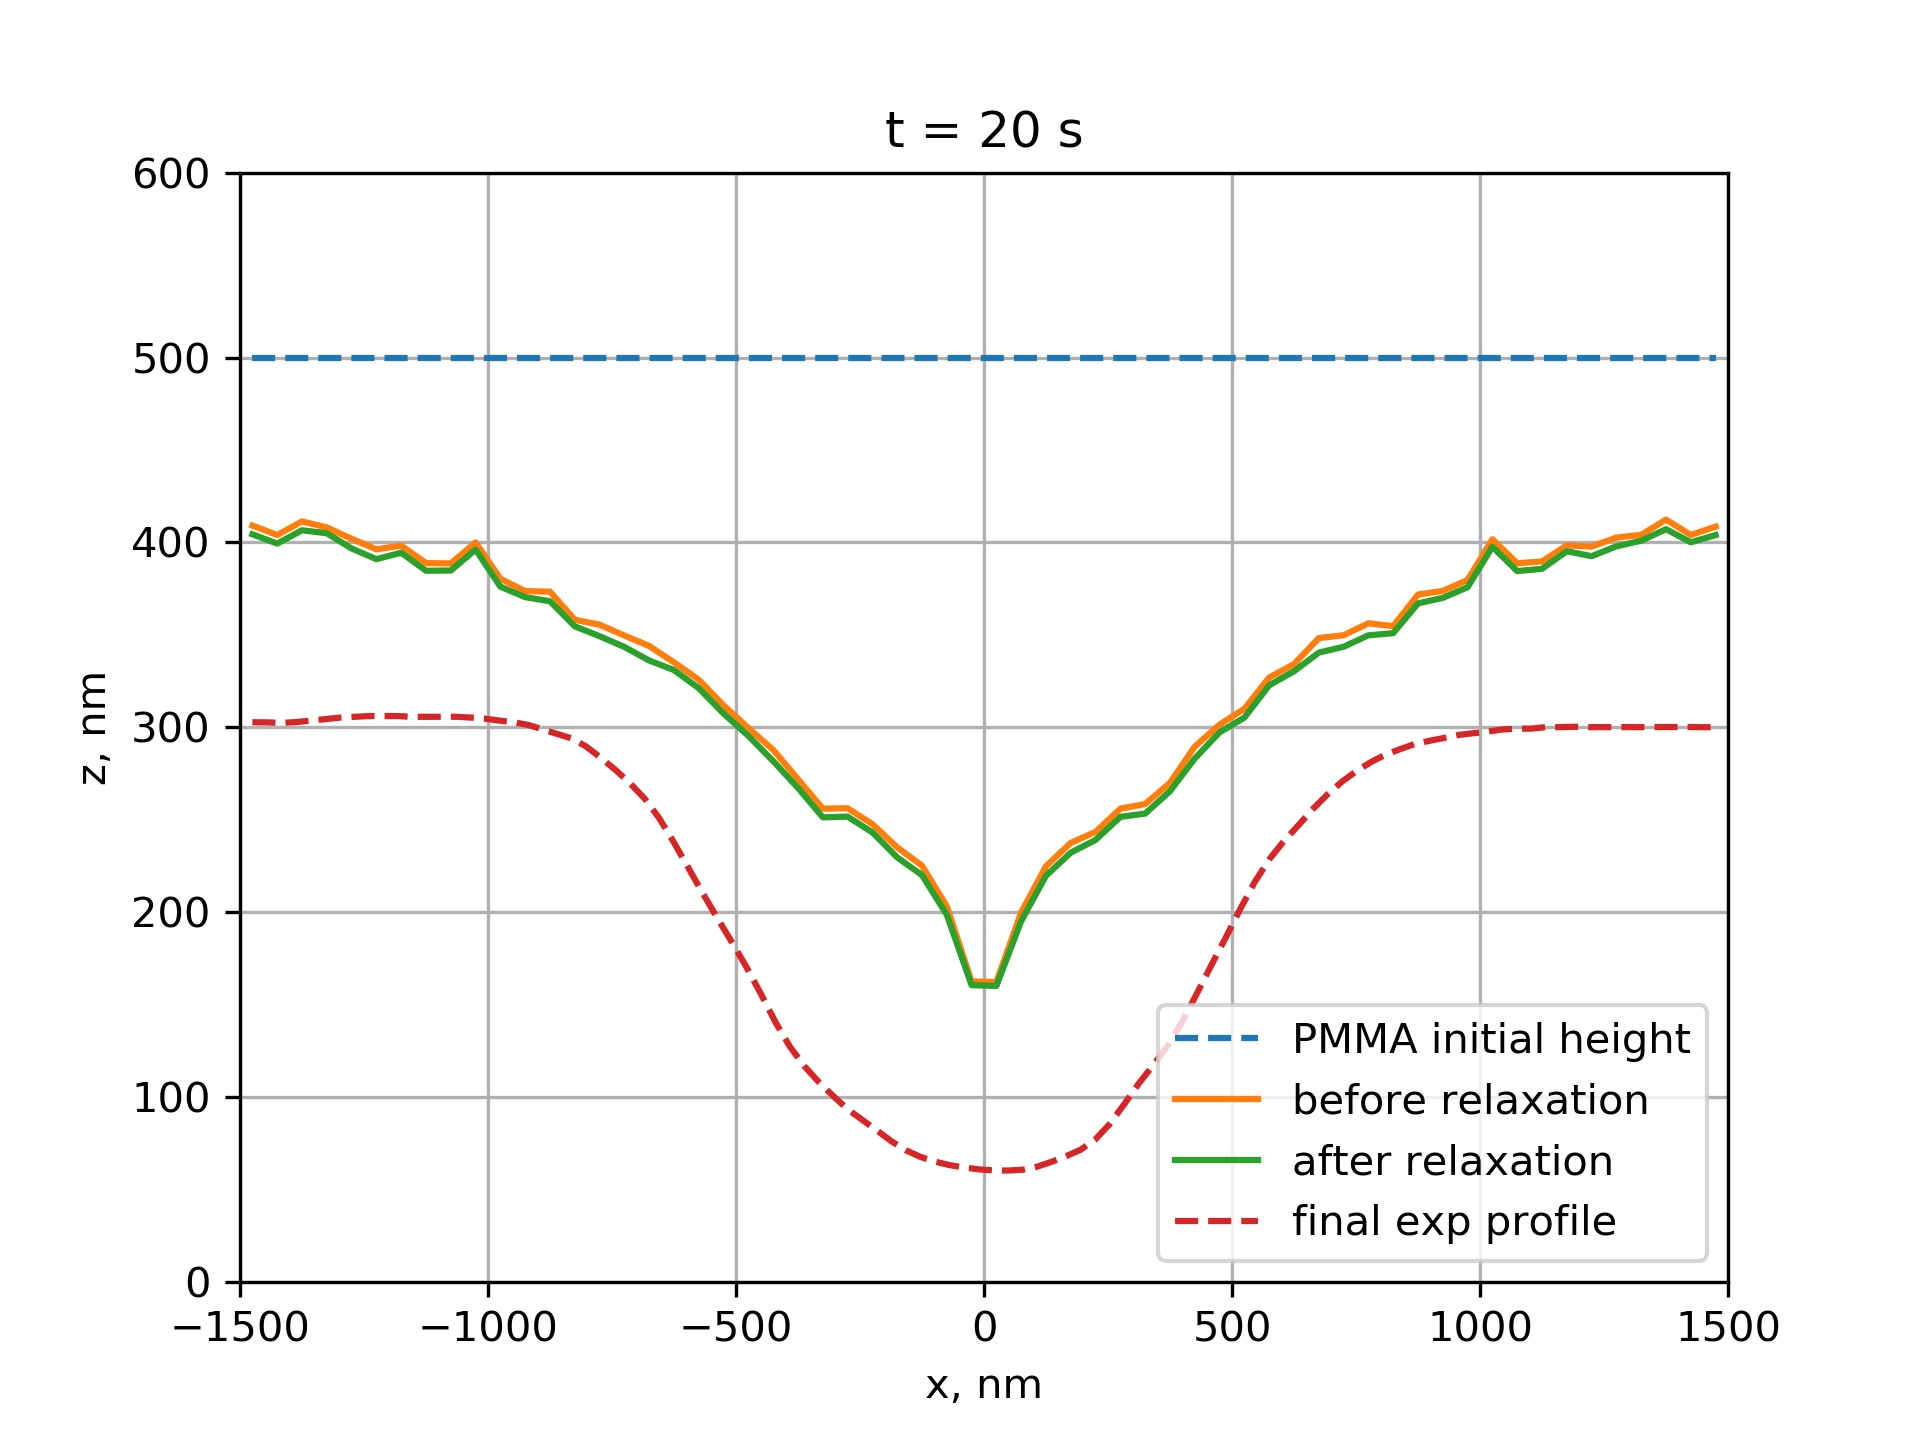 t = 20 s
600
500
400
300
200
100
0
z, nm
−1500
−1000
−500
0
500
1000
1500
x, nm
PMMA initial height
before relaxation
after relaxation
final exp profile